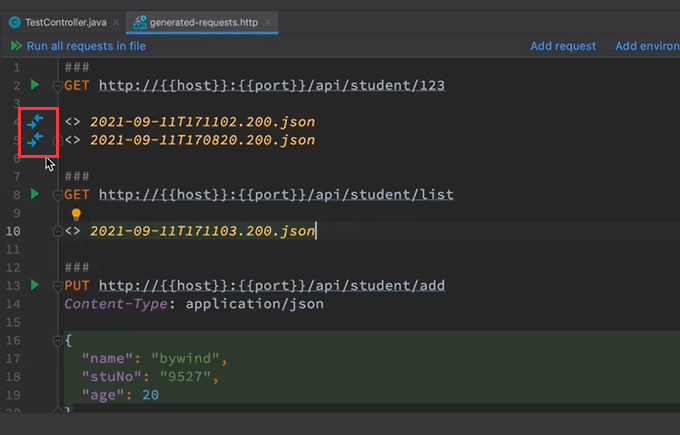 TestController.java × generated-requests.http ×
Run all requests in file Add request Add environ
1 ###
2 GET http://{{host}}:{{port}}/api/student/123
3
4 <> 2021-09-11T171102.200.json
5 <> 2021-09-11T170820.200.json
6
7 ###
8 GET http://{{host}}:{{port}}/api/student/list
9
10 <> 2021-09-11T171103.200.json
11
12 ###
13 PUT http://{{host}}:{{port}}/api/student/add
14 Content-Type: application/json
15
16 {
17 "name": "bywind",
18 "stuNo": "9527",
19 "age": 20
20 }